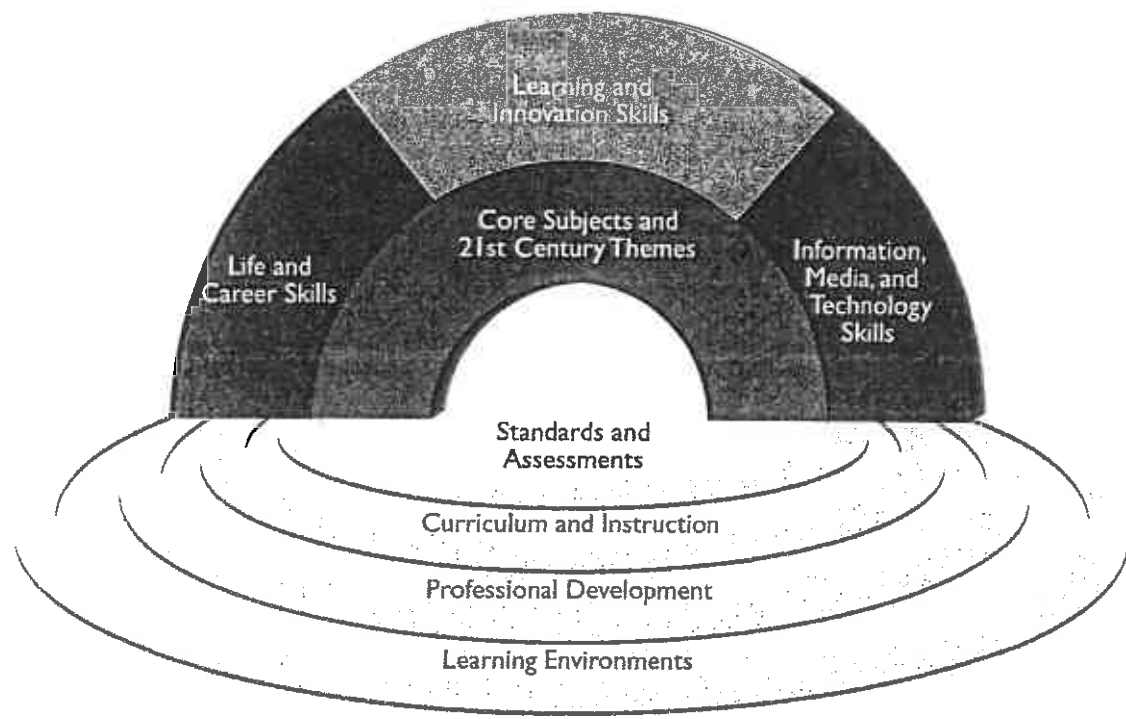 Learning and
Innovation Skills
Core Subjects and
21st Century Themes
Life and
Career Skills
Information,
Media, and
Technology
Skills
Standards and
Assessments
Curriculum and Instruction
Professional Development
Learning Environments